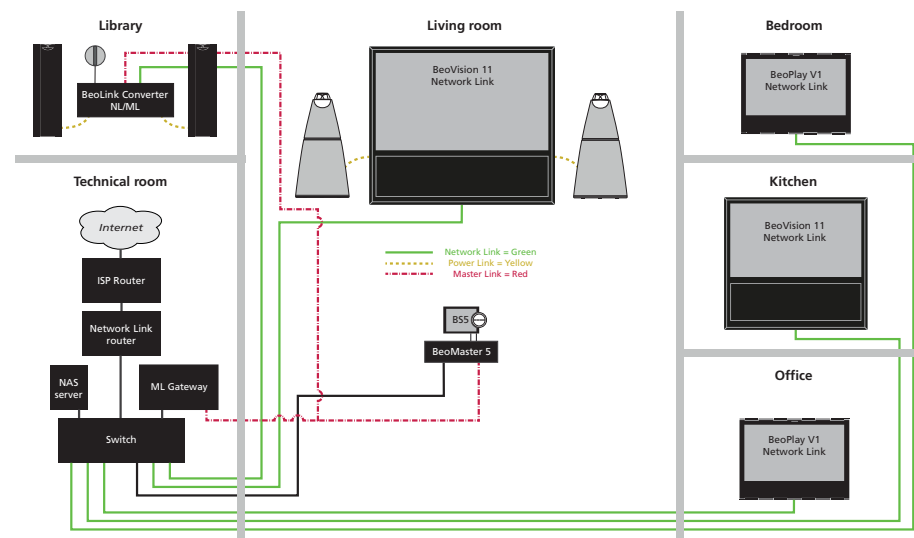 Library
Living room
Bedroom
BeoLink Converter
NL/ML
BeoVision 11
Network Link
BeoPlay V1
Network Link
Technical room
Kitchen
Internet
BeoVision 11
Network Link
ISP Router
Network Link = Green
Power Link = Yellow
Master Link = Red
Network Link
router
BS5
BeoMaster 5
NAS
server
ML Gateway
Office
Switch
BeoPlay V1
Network Link